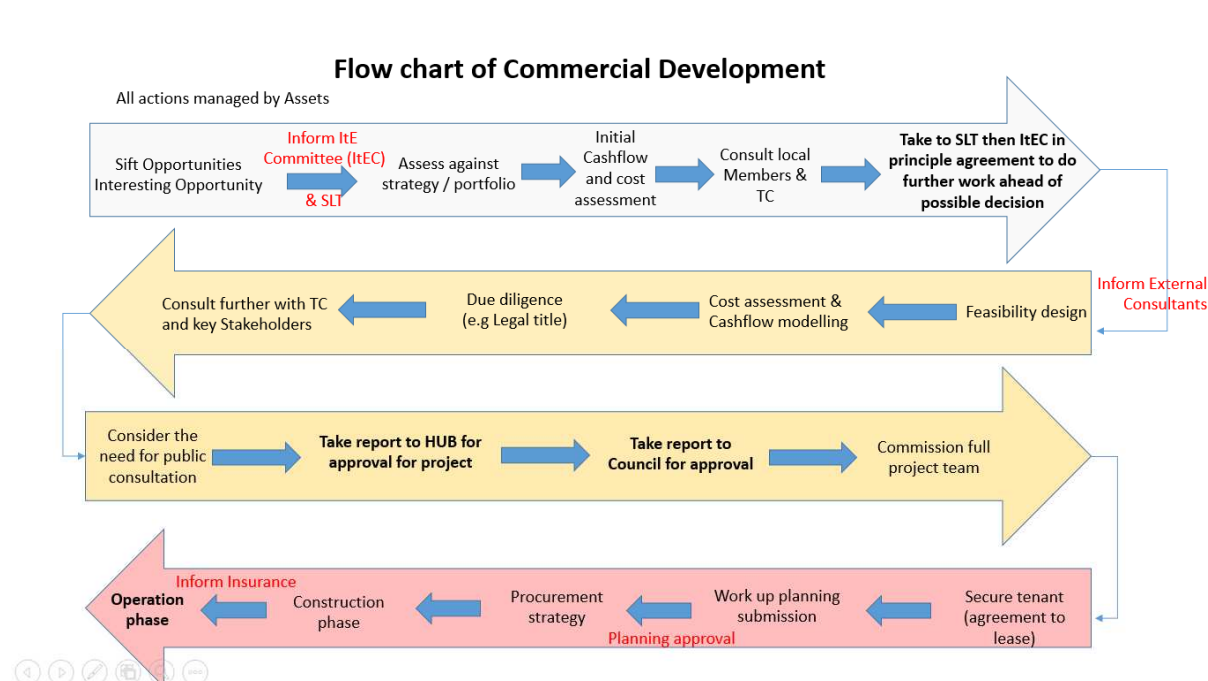 Flow chart of Commercial Development
All actions managed by Assets
Sift Opportunities
Interesting Opportunity
Inform ItE
Committee (ItEC)
& SLT
Assess against
strategy / portfolio
Initial
Cashflow
and cost
assessment
Consult local
Members &
TC
Take to SLT then ItEC in
principle agreement to do
further work ahead of
possible decision
Inform External
Consultants
Feasibility design
Cost assessment &
Cashflow modelling
Due diligence
(e.g Legal title)
Consult further with TC
and key Stakeholders
Consider the
need for public
consultation
Take report to HUB for
approval for project
Take report to
Council for approval
Commission full
project team
Secure tenant
(agreement to
lease)
Work up planning
submission
Planning approval
Procurement
strategy
Construction
phase
Inform Insurance
Operation
phase